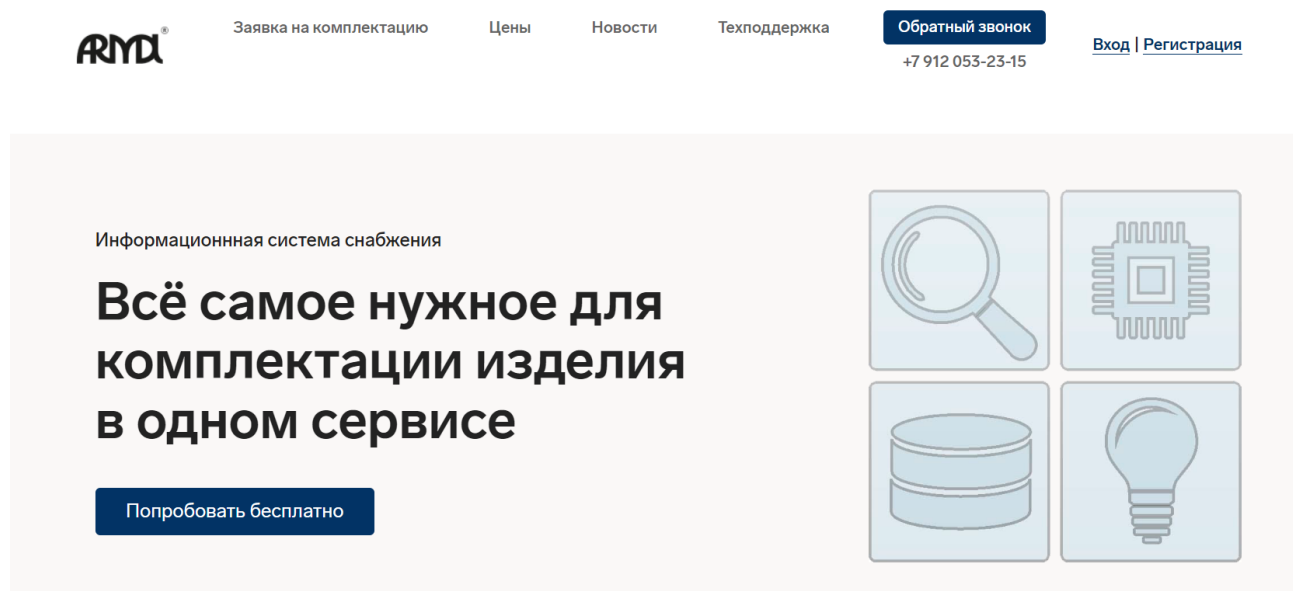 ARMA®
Заявка на комплектацию
Цены
Новости
Техподдержка
Обратный звонок
+7 912 053-23-15
Вход | Регистрация
Информационнная система снабжения
Всё самое нужное для
комплектации изделия
в одном сервисе
Попробовать бесплатно